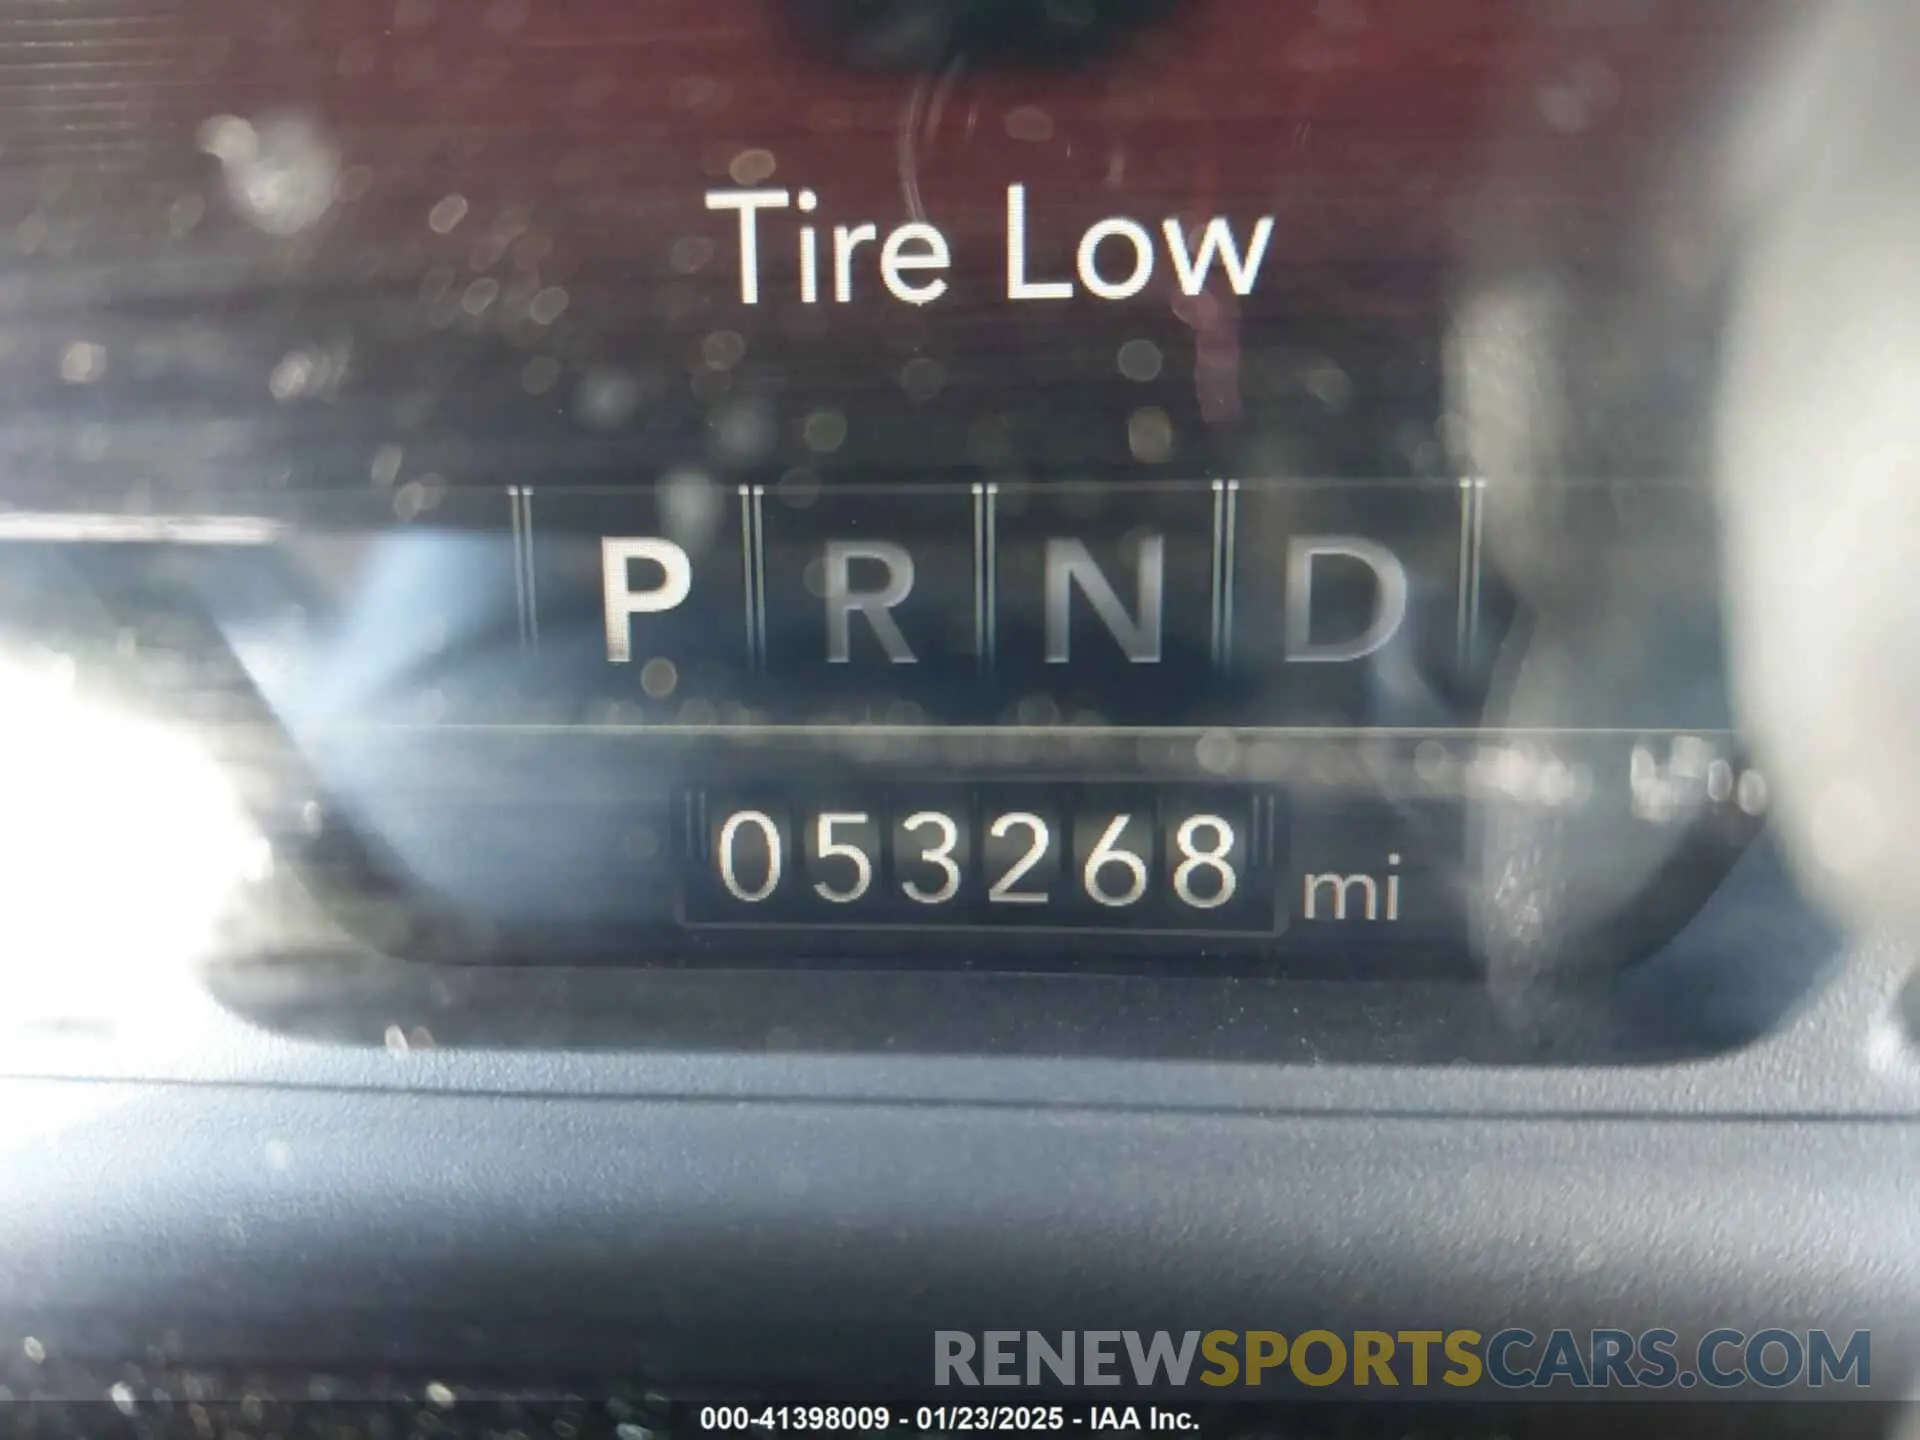 Tire Low
P R N D
053268 mi
RENEWSPORTSCARS.COM
000-41398009 - 01/23/2025 - IAA Inc.